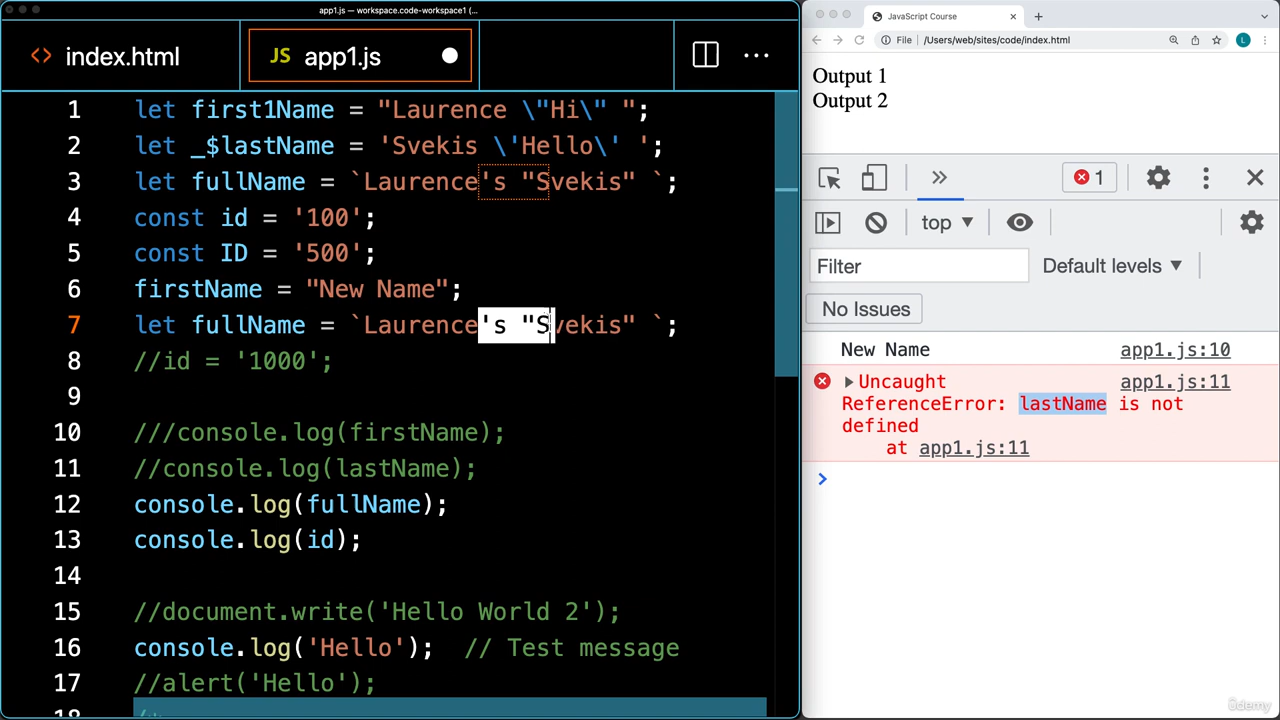 app1.js — workspace.code-workspace1 (...
<> index.html
JS app1.js
1 let first1Name = "Laurence \"Hi\" ";
2 let _$lastName = 'Svekis \'Hello\' ';
3 let fullName = `Laurence's "Svekis" `;
4 const id = '100';
5 const ID = '500';
6 firstName = "New Name";
7 let fullName = `Laurence's "Svekis" `;
8 //id = '1000';
9
10 ///console.log(firstName);
11 //console.log(lastName);
12 console.log(fullName);
13 console.log(id);
14
15 //document.write('Hello World 2');
16 console.log('Hello'); // Test message
17 //alert('Hello');
18 /*
JavaScript Course
File /Users/web/sites/code/index.html
L
Output 1
Output 2
1
top
Filter
Default levels
No Issues
New Name app1.js:10
Uncaught app1.js:11
ReferenceError: lastName is not
defined
at app1.js:11
ûdemy